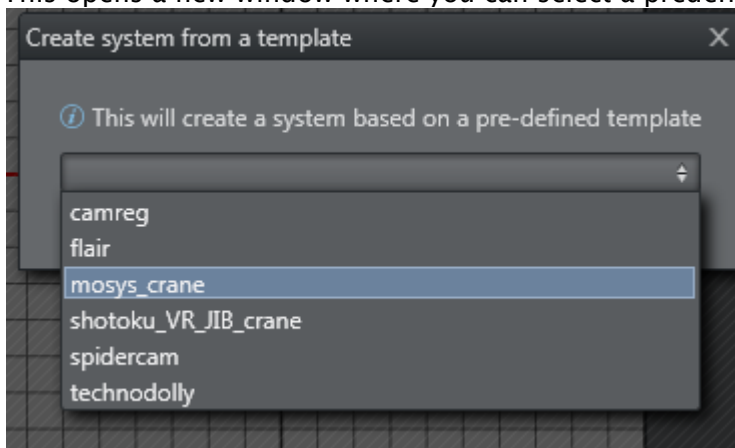 This opens a new window where you can select a predefi
Create system from a template
This will create a system based on a pre-defined template
camreg
flair
mosys_crane
shotoku_VR_JIB_crane
spidercam
technodolly